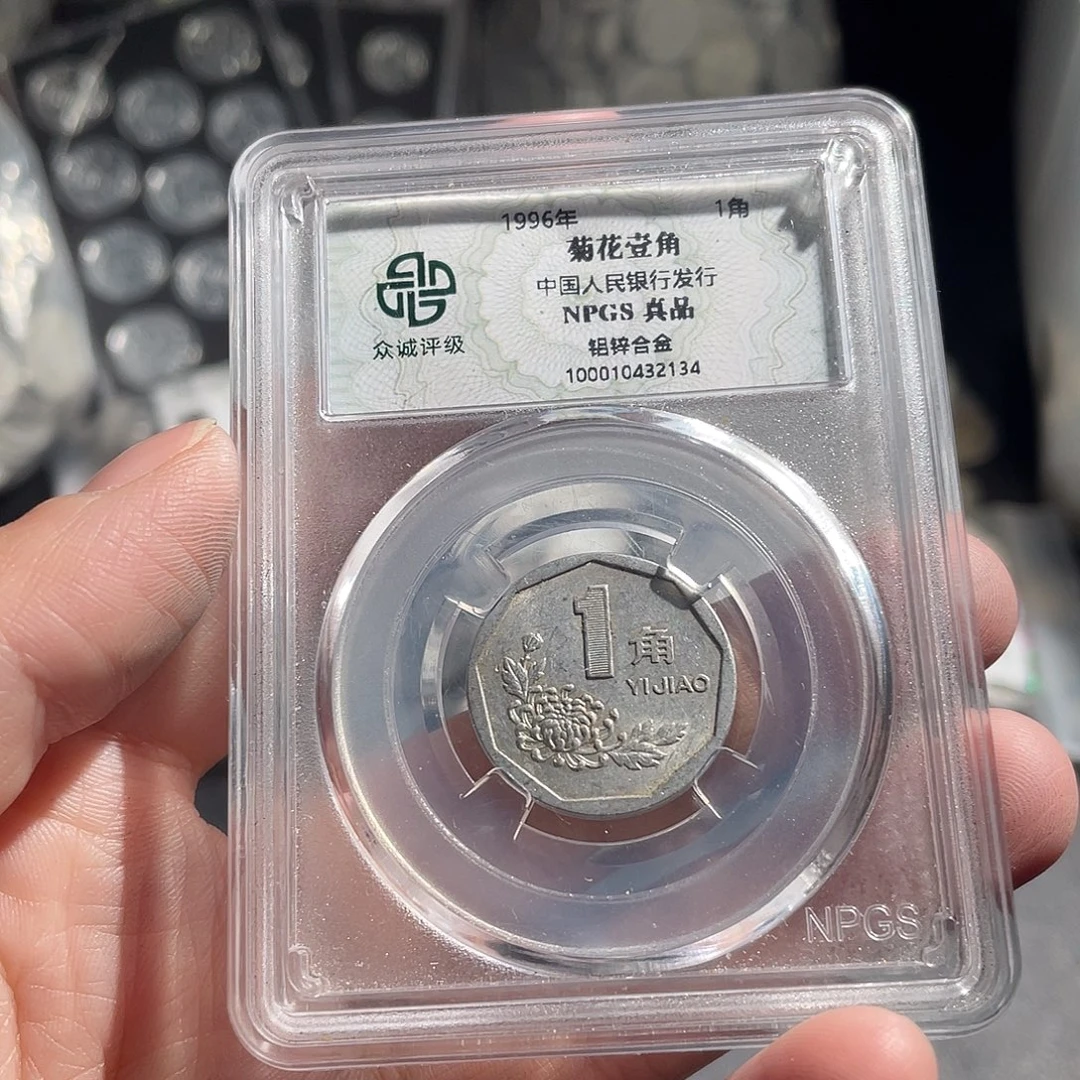 1996年 1角
菊花壹角
中国人民银行发行
NPGS 真品
铝锌合金
100010432134
众诚评级
1角
YI JIAO
NPGS